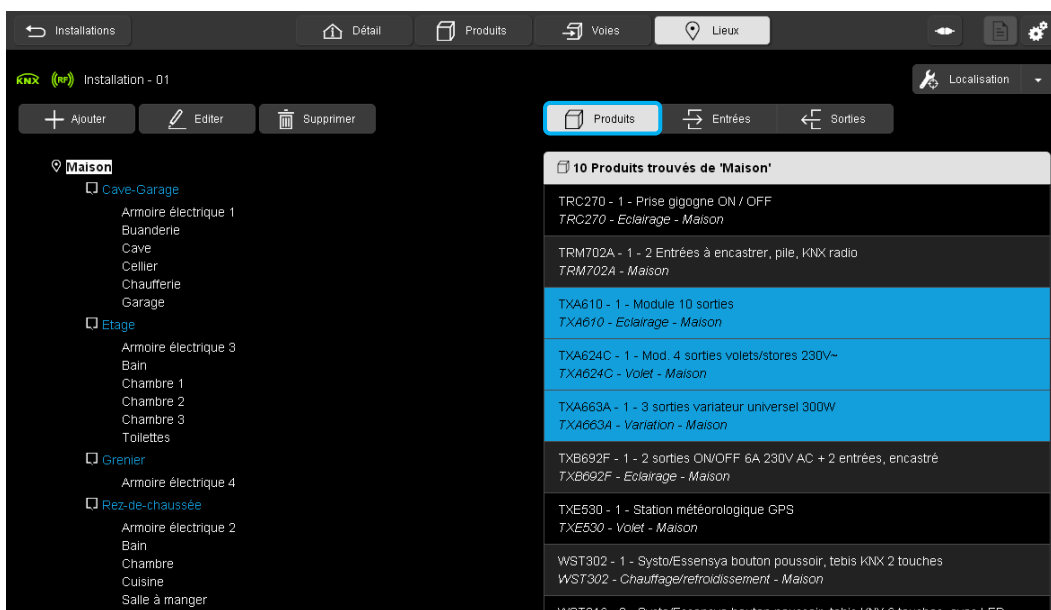 Installations
Détail
Produits
Voies
Lieux
KNX (RF) Installation - 01
Localisation
Ajouter
Editer
Supprimer
Produits
Entrées
Sorties
Maison
Cave-Garage
Armoire électrique 1
Buanderie
Cave
Cellier
Chaufferie
Garage
Etage
Armoire électrique 3
Bain
Chambre 1
Chambre 2
Chambre 3
Toilettes
Grenier
Armoire électrique 4
Rez-de-chaussée
Armoire électrique 2
Bain
Chambre
Cuisine
Salle à manger
10 Produits trouvés de 'Maison'
TRC270 - 1 - Prise gigogne ON / OFF
TRC270 - Eclairage - Maison
TRM702A - 1 - 2 Entrées à encastrer, pile, KNX radio
TRM702A - Maison
TXA610 - 1 - Module 10 sorties
TXA610 - Eclairage - Maison
TXA624C - 1 - Mod. 4 sorties volets/stores 230V~
TXA624C - Volet - Maison
TXA663A - 1 - 3 sorties variateur universel 300W
TXA663A - Variation - Maison
TXB692F - 1 - 2 sorties ON/OFF 6A 230V AC + 2 entrées, encastré
TXB692F - Eclairage - Maison
TXE530 - 1 - Station météorologique GPS
TXE530 - Volet - Maison
WST302 - 1 - Systo/Essensya bouton poussoir, tebis KNX 2 touches
WST302 - Chauffage/refroidissement - Maison